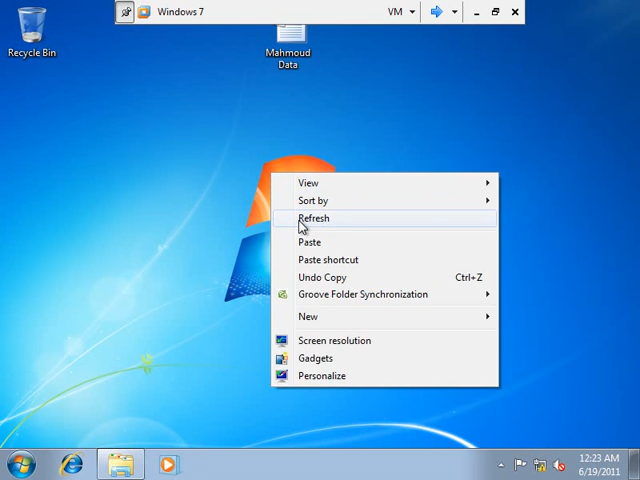 Windows 7
VM
Recycle Bin
Mahmoud
Data
View
Sort by
Refresh
Paste
Paste shortcut
Undo Copy Ctrl+Z
Groove Folder Synchronization
New
Screen resolution
Gadgets
Personalize
12:23 AM
6/19/2011